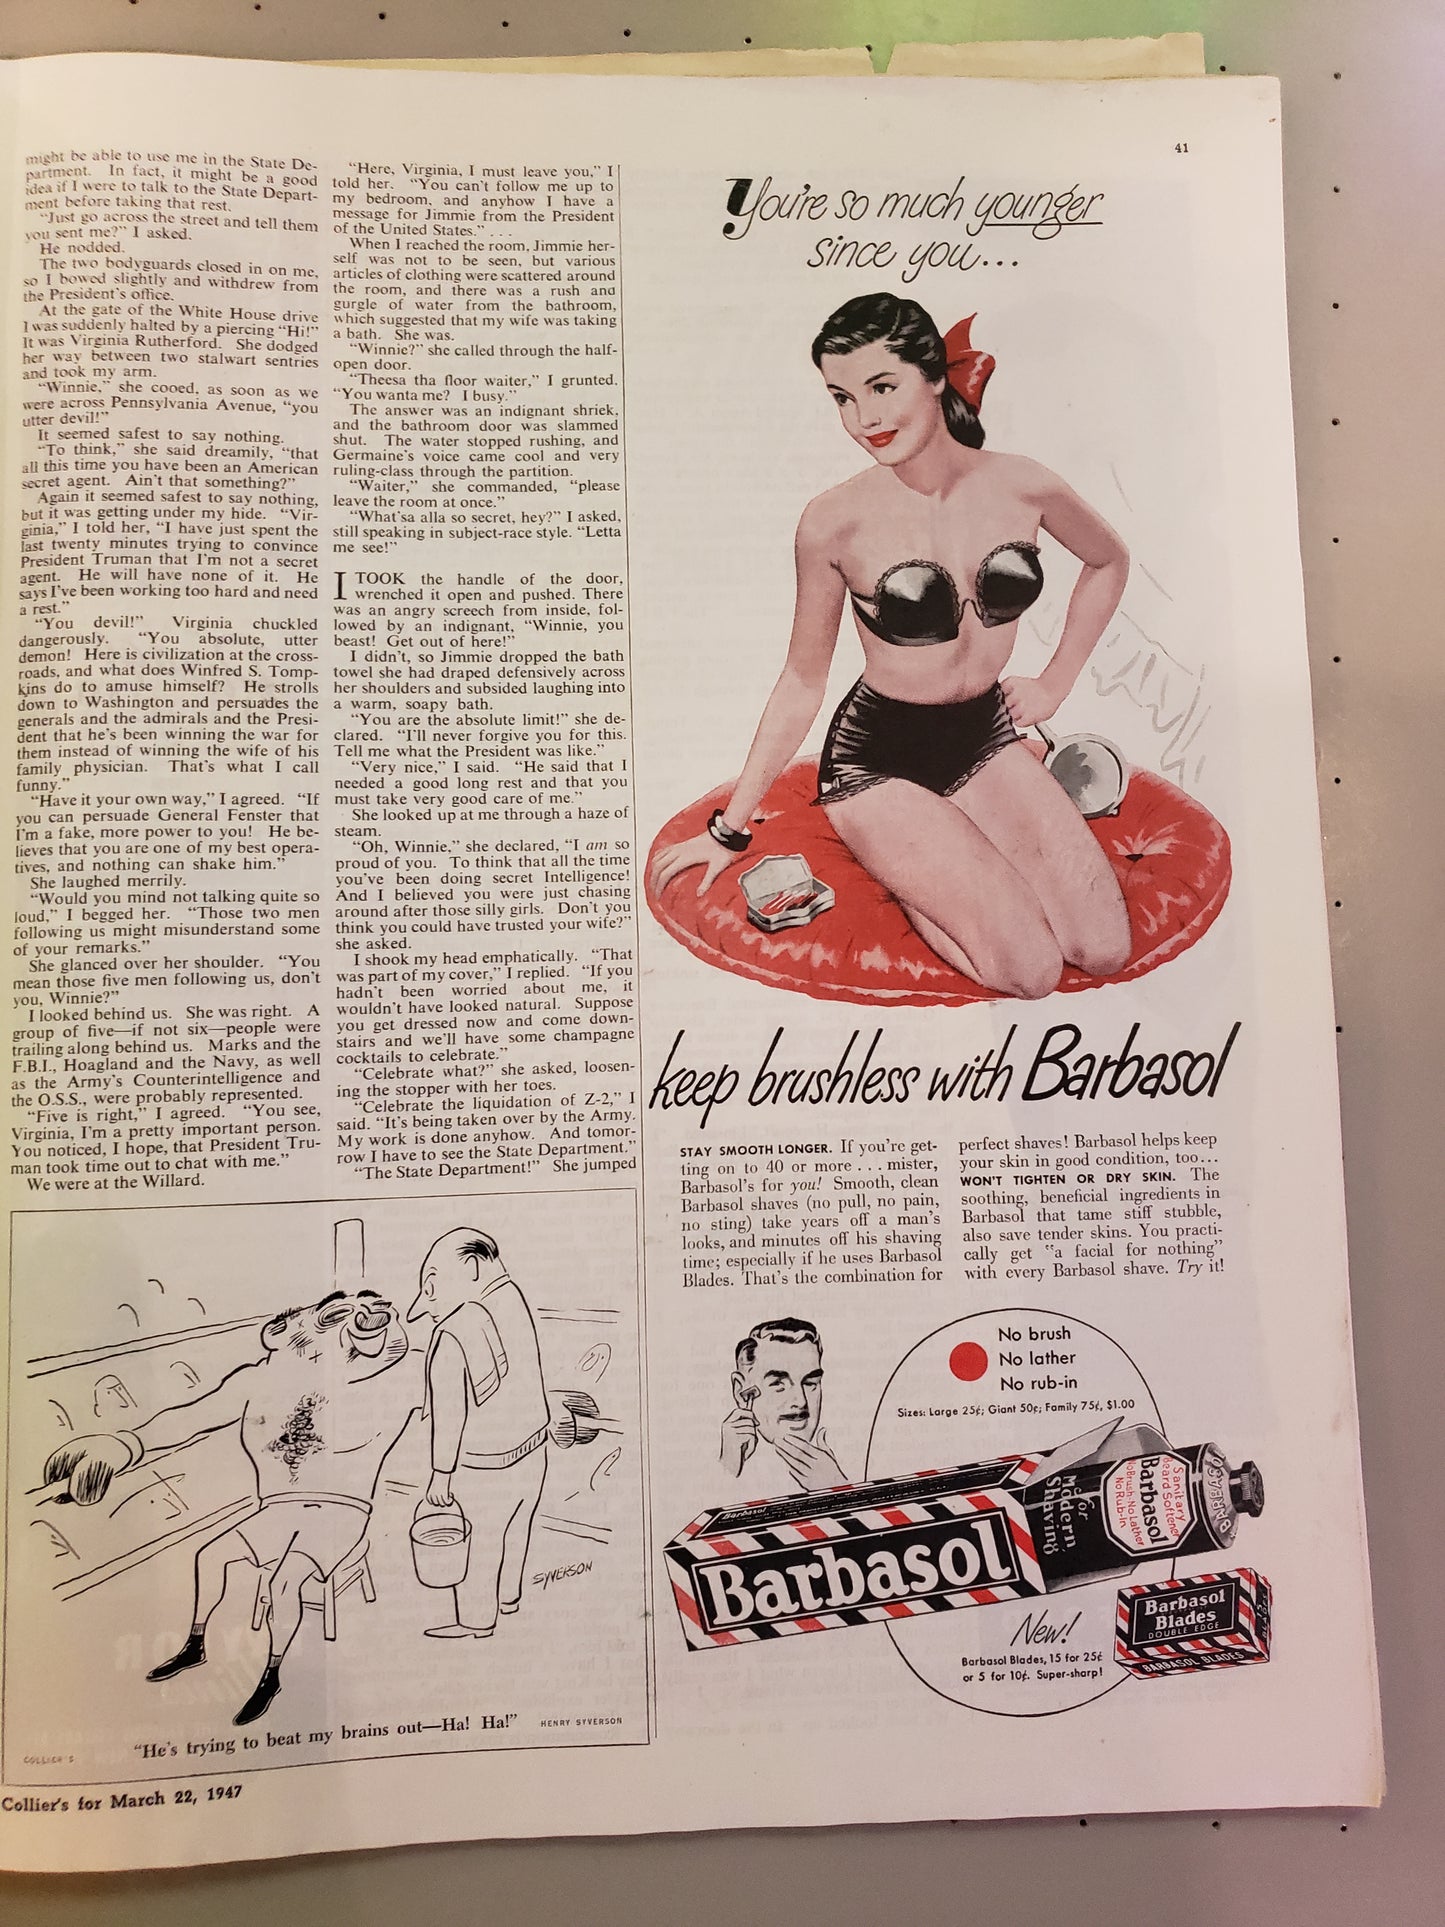 might be able to use me in the State De-
partment. In fact, it might be a good
idea if I were to talk to the State Depart-
ment before taking that rest.
"Just go across the street and tell them
you sent me?" I asked.
He nodded.
The two bodyguards closed in on me,
so I bowed slightly and withdrew from
the President's office.
At the gate of the White House drive
I was suddenly halted by a piercing "Hi!"
It was Virginia Rutherford. She dodged
her way between two stalwart sentries
and took my arm.
"Winnie," she cooed, as soon as we
were across Pennsylvania Avenue, "you
utter devil!"
It seemed safest to say nothing.
"To think," she said dreamily, "that
all this time you have been an American
secret agent. Ain't that something?"
Again it seemed safest to say nothing,
but it was getting under my hide. "Vir-
ginia," I told her, "I have just spent the
last twenty minutes trying to convince
President Truman that I'm not a secret
agent. He will have none of it. He
says I've been working too hard and need
a rest."
"You devil!" Virginia chuckled
dangerously. "You absolute, utter
demon! Here is civilization at the cross-
roads, and what does Winfred S. Tomp-
kins do to amuse himself? He strolls
down to Washington and persuades the
generals and the admirals and the Presi-
dent that he's been winning the war for
them instead of winning the wife of his
family physician. That's what I call
funny."
"Have it your own way," I agreed. "If
you can persuade General Fenster that
I'm a fake, more power to you! He be-
lieves that you are one of my best opera-
tives, and nothing can shake him."
She laughed merrily.
"Would you mind not talking quite so
loud," I begged her. "Those two men
following us might misunderstand some
of your remarks."
She glanced over her shoulder. "You
mean those five men following us, don't
you, Winnie?"
I looked behind us. She was right. A
group of five—if not six—people were
trailing along behind us. Marks and the
F.B.I., Hoagland and the Navy, as well
as the Army's Counterintelligence and
the O.S.S., were probably represented.
"Five is right," I agreed. "You see,
Virginia, I'm a pretty important person.
You noticed, I hope, that President Tru-
man took time out to chat with me."
We were at the Willard.
"Here, Virginia, I must leave you," I
told her. "You can't follow me up to
my bedroom, and anyhow I have a
message for Jimmie from the President
of the United States." . . .
When I reached the room, Jimmie her-
self was not to be seen, but various
articles of clothing were scattered around
the room, and there was a rush and
gurgle of water from the bathroom,
which suggested that my wife was taking
a bath. She was.
"Winnie?" she called through the half-
open door.
"Theesa tha floor waiter," I grunted.
"You wanta me? I busy."
The answer was an indignant shriek,
and the bathroom door was slammed
shut. The water stopped rushing, and
Germaine's voice came cool and very
ruling-class through the partition.
"Waiter," she commanded, "please
leave the room at once."
"What'sa alla so secret, hey?" I asked,
still speaking in subject-race style. "Letta
me see!"
I TOOK the handle of the door,
wrenched it open and pushed. There
was an angry screech from inside, fol-
lowed by an indignant, "Winnie, you
beast! Get out of here!"
I didn't, so Jimmie dropped the bath
towel she had draped defensively across
her shoulders and subsided laughing into
a warm, soapy bath.
"You are the absolute limit!" she de-
clared. "I'll never forgive you for this.
Tell me what the President was like."
"Very nice," I said. "He said that I
needed a good long rest and that you
must take very good care of me."
She looked up at me through a haze of
steam.
"Oh, Winnie," she declared, "I am so
proud of you. To think that all the time
you've been doing secret Intelligence!
And I believed you were just chasing
around after those silly girls. Don't you
think you could have trusted your wife?"
she asked.
I shook my head emphatically. "That
was part of my cover," I replied. "If you
hadn't been worried about me, it
wouldn't have looked natural. Suppose
you get dressed now and come down-
stairs and we'll have some champagne
cocktails to celebrate."
"Celebrate what?" she asked, loosen-
ing the stopper with her toes.
"Celebrate the liquidation of Z-2," I
said. "It's being taken over by the Army.
My work is done anyhow. And tomor-
row I have to see the State Department."
"The State Department!" She jumped
SYVERSON
"He's trying to beat my brains out—Ha! Ha!"
HENRY SYVERSON
COLLIER'S
Collier's for March 22, 1947
41
You're so much younger
since you...
keep brushless with Barbasol
STAY SMOOTH LONGER. If you're get-
ting on to 40 or more . . . mister,
Barbasol's for you! Smooth, clean
Barbasol shaves (no pull, no pain,
no sting) take years off a man's
looks, and minutes off his shaving
time; especially if he uses Barbasol
Blades. That's the combination for
perfect shaves! Barbasol helps keep
your skin in good condition, too...
WON'T TIGHTEN OR DRY SKIN. The
soothing, beneficial ingredients in
Barbasol that tame stiff stubble,
also save tender skins. You practi-
cally get "a facial for nothing"
with every Barbasol shave. Try it!
No brush
No lather
No rub-in
Sizes: Large 25¢; Giant 50¢; Family 75¢, $1.00
Barbasol
Barbasol
for
Modern
Shaving
Sanitary
Beard Softener
Barbasol
No Brush-No Lather
No Rub-In
BARBASOL
New!
Barbasol Blades, 15 for 25¢
or 5 for 10¢. Super-sharp!
Barbasol
Blades
DOUBLE EDGE
BARBASOL BLADES
5
BLADES